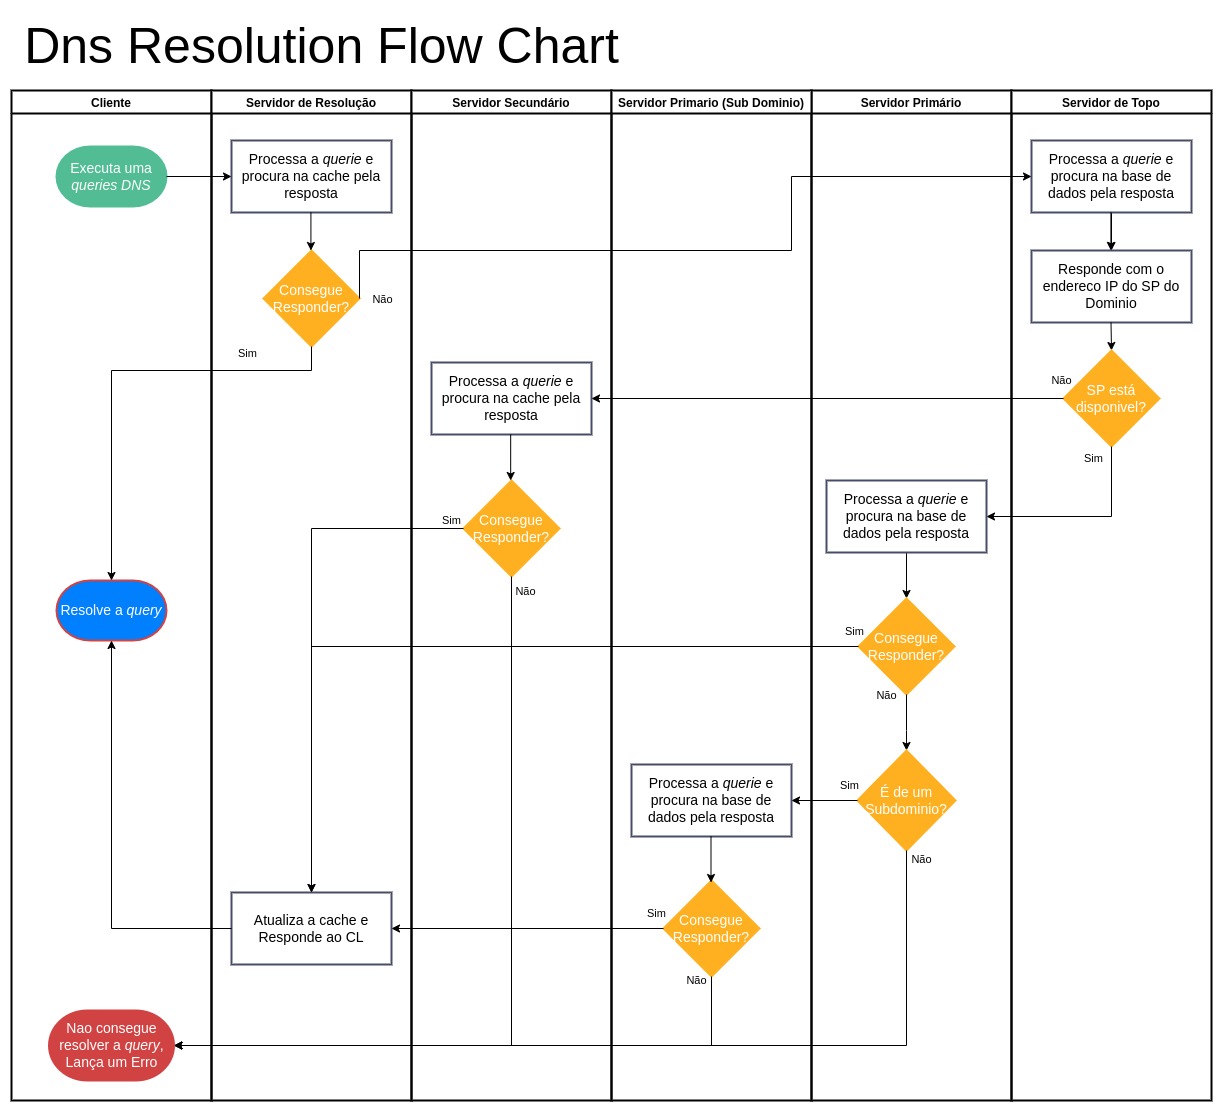 Dns Resolution Flow Chart
Cliente
Servidor de Resolução
Servidor Secundário
Servidor Primario (Sub Dominio)
Servidor Primário
Servidor de Topo
Executa uma
queries DNS
Processa a querie e
procura na cache pela
resposta
Processa a querie e
procura na base de
dados pela resposta
Consegue
Responder?
Não
Sim
Responde com o
endereco IP do SP do
Dominio
Processa a querie e
procura na cache pela
resposta
Não
SP está
disponivel?
Sim
Sim
Consegue
Responder?
Não
Processa a querie e
procura na base de
dados pela resposta
Resolve a query
Sim
Consegue
Responder?
Não
Processa a querie e
procura na base de
dados pela resposta
Sim
É de um
Subdominio?
Não
Atualiza a cache e
Responde ao CL
Sim
Consegue
Responder?
Não
Nao consegue
resolver a query,
Lança um Erro